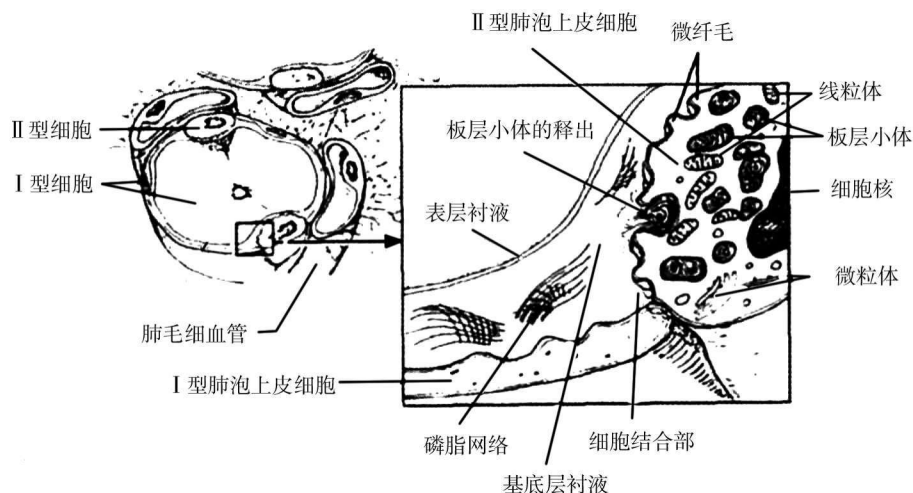 Ⅱ型肺泡上皮细胞
微纤毛
线粒体
Ⅱ型细胞
板层小体的释出
板层小体
Ⅰ型细胞
细胞核
表层衬液
微粒体
肺毛细血管
Ⅰ型肺泡上皮细胞
磷脂网络
细胞结合部
基底层衬液